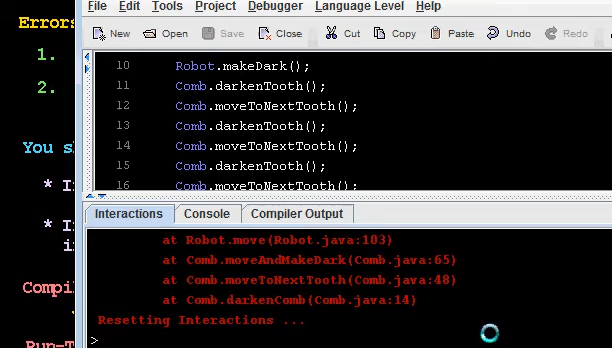 File Edit Tools Project Debugger Language Level Help
New Open Save Close Cut Copy Paste Undo Redo
Errors
1.
2.
You sh
* I
* I
i
Compil
Run-T
10 Robot.makeDark();
11 Comb.darkenTooth();
12 Comb.moveToNextTooth();
13 Comb.darkenTooth();
14 Comb.moveToNextTooth();
15 Comb.darkenTooth();
16 Comb.moveToNextTooth();
Interactions Console Compiler Output
at Robot.move(Robot.java:103)
at Comb.moveAndMakeDark(Comb.java:65)
at Comb.moveToNextTooth(Comb.java:48)
at Comb.darkenComb(Comb.java:14)
Resetting Interactions ...
>